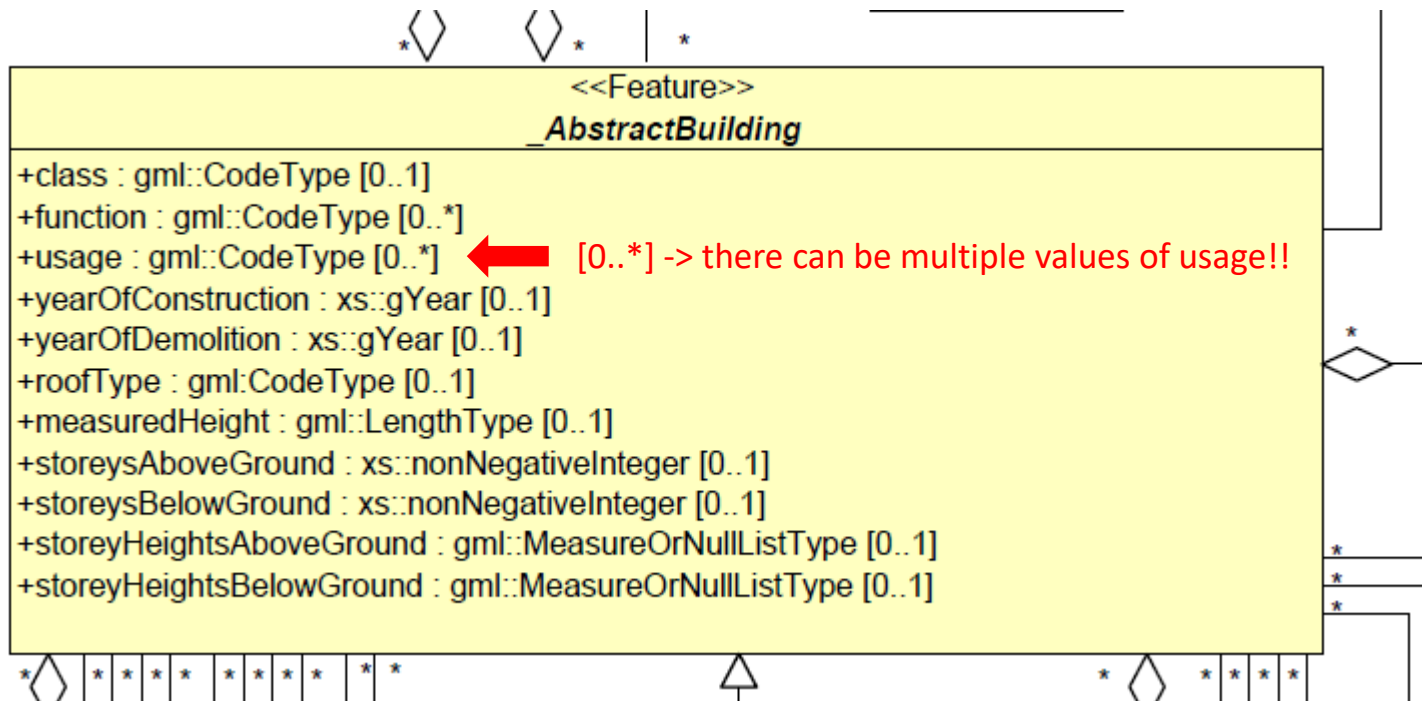 * * *
<<Feature>>
_AbstractBuilding
+class : gml::CodeType [0..1]
+function : gml::CodeType [0..*]
+usage : gml::CodeType [0..*] [0..*] -> there can be multiple values of usage!!
+yearOfConstruction : xs::gYear [0..1]
+yearOfDemolition : xs::gYear [0..1]
*
+roofType : gml:CodeType [0..1]
+measuredHeight : gml::LengthType [0..1]
+storeysAboveGround : xs::nonNegativeInteger [0..1]
+storeysBelowGround : xs::nonNegativeInteger [0..1]
+storeyHeightsAboveGround : gml::MeasureOrNullListType [0..1]
*
+storeyHeightsBelowGround : gml::MeasureOrNullListType [0..1]
*
*
* * * * * * * * * * * * * * * *